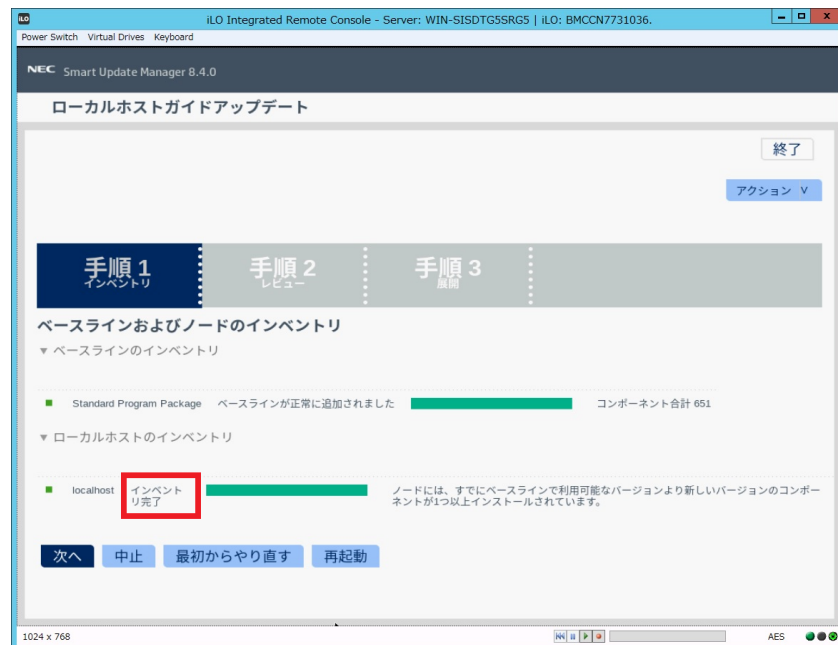 iLO Integrated Remote Console - Server: WIN-SISDTG5SRG5 | iLO: BMCCN7731036.
Power Switch Virtual Drives Keyboard
NEC Smart Update Manager 8.4.0
ローカルホストガイドアップデート
終了
アクション ∨
手順 1
インベントリ
手順 2
レビュー
手順 3
展開
ベースラインおよびノードのインベントリ
▼ ベースラインのインベントリ
Standard Program Package ベースラインが正常に追加されました コンポーネント合計 651
▼ ローカルホストのインベントリ
localhost
インベント
リ完了
ノードには、すでにベースラインで利用可能なバージョンより新しいバージョンのコンポー
ネントが1つ以上インストールされています。
次へ 中止 最初からやり直す 再起動
1024 x 768
AES